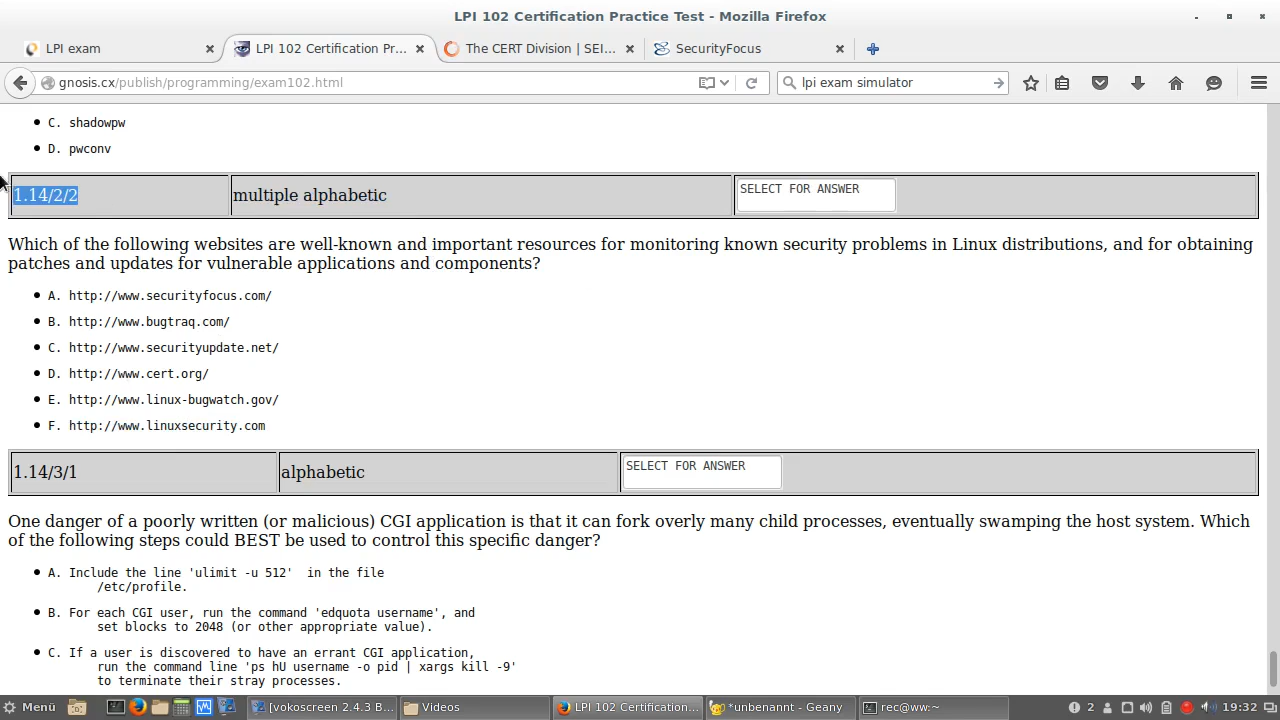 LPI 102 Certification Practice Test - Mozilla Firefox
LPI exam
LPI 102 Certification Pr...
The CERT Division | SEI...
SecurityFocus
gnosis.cx/publish/programming/exam102.html
lpi exam simulator
C. shadowpw
D. pwconv
1.14/2/2 multiple alphabetic SELECT FOR ANSWER
Which of the following websites are well-known and important resources for monitoring known security problems in Linux distributions, and for obtaining
patches and updates for vulnerable applications and components?
A. http://www.securityfocus.com/
B. http://www.bugtraq.com/
C. http://www.securityupdate.net/
D. http://www.cert.org/
E. http://www.linux-bugwatch.gov/
F. http://www.linuxsecurity.com
1.14/3/1 alphabetic SELECT FOR ANSWER
One danger of a poorly written (or malicious) CGI application is that it can fork overly many child processes, eventually swamping the host system. Which
of the following steps could BEST be used to control this specific danger?
A. Include the line 'ulimit -u 512'  in the file
/etc/profile.
B. For each CGI user, run the command 'edquota username', and
set blocks to 2048 (or other appropriate value).
C. If a user is discovered to have an errant CGI application,
run the command line 'ps hU username -o pid | xargs kill -9'
to terminate their stray processes.
Menü
[vokoscreen 2.4.3 B...
Videos
LPI 102 Certification...
*unbenannt - Geany
rec@ww:~
2
19:32